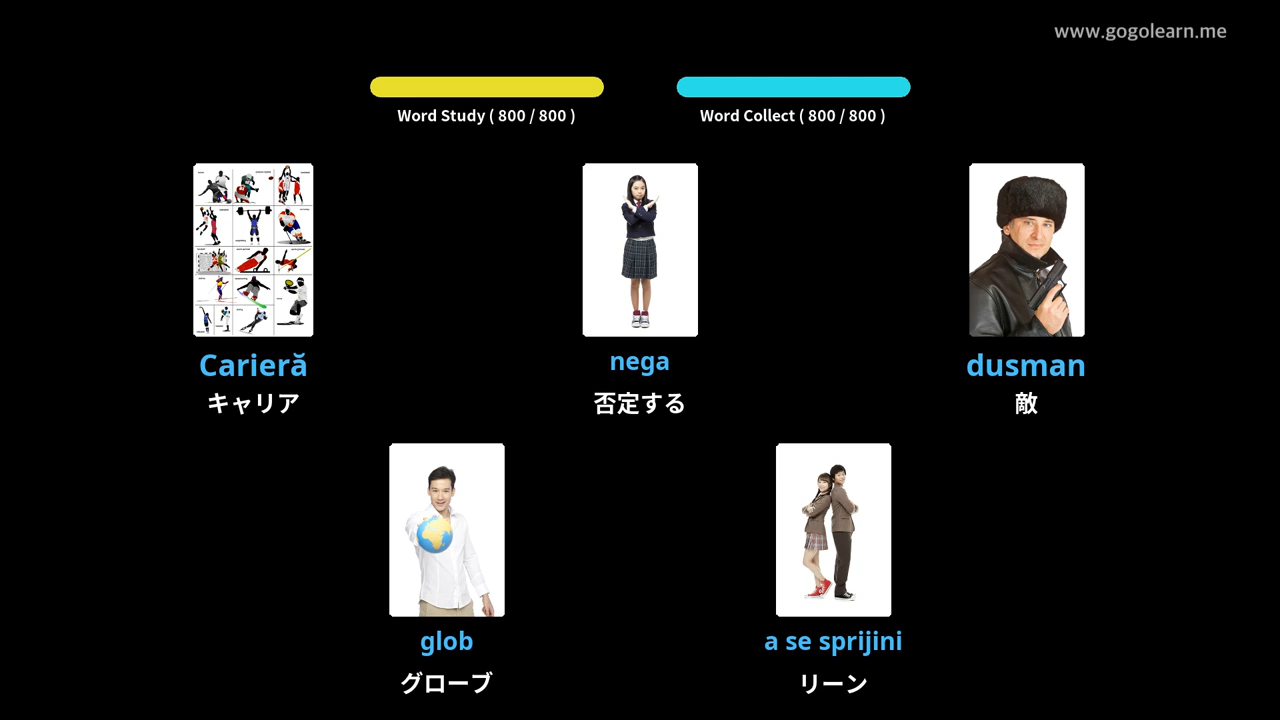 www.gogolearn.me
Word Study ( 800 / 800 )
Word Collect ( 800 / 800 )
Carieră
キャリア
nega
否定する
dusman
敵
glob
グローブ
a se sprijini
リーン